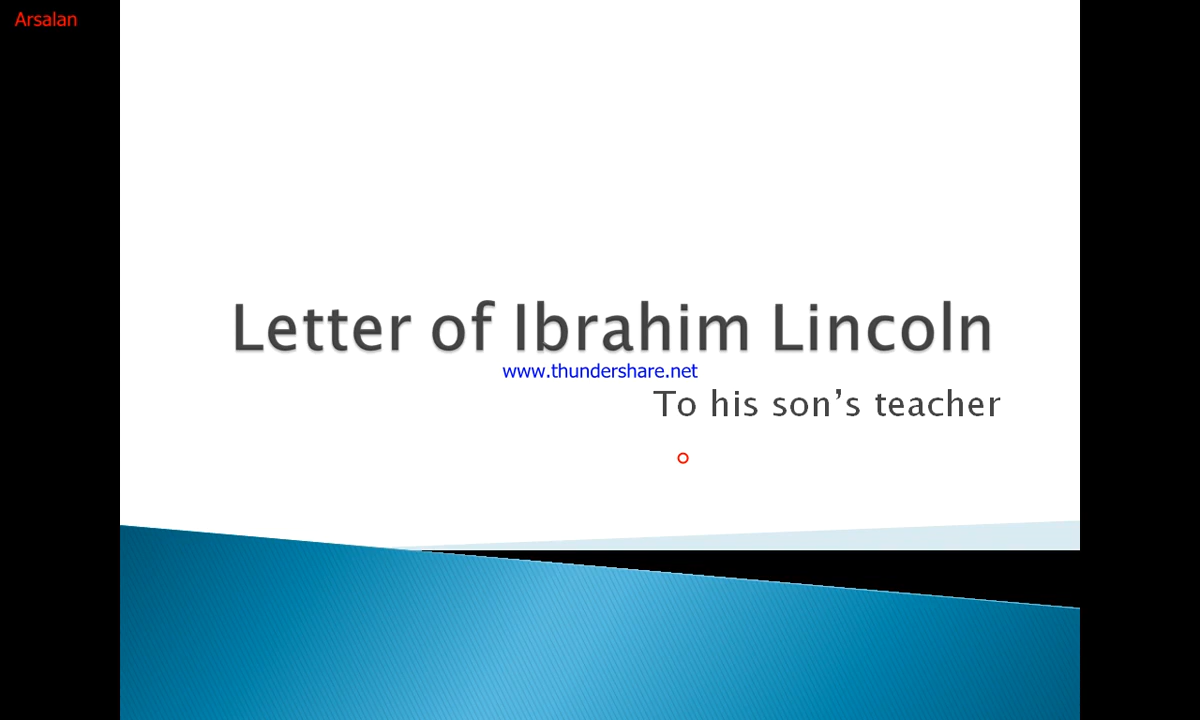 Arsalan
Letter of Ibrahim Lincoln
www.thundershare.net
To his son’s teacher